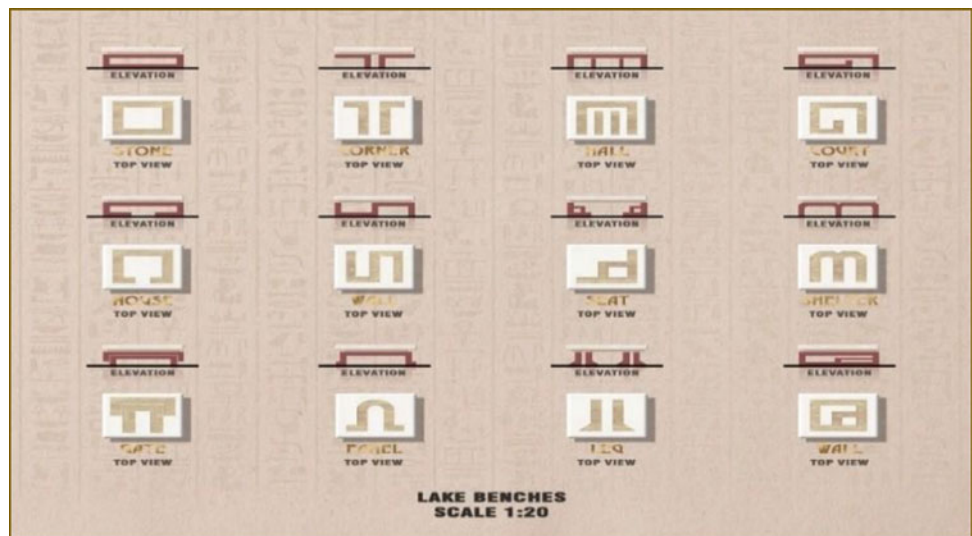 ELEVATION ELEVATION ELEVATION ELEVATION
STONE CORNER HALL COURT
TOP VIEW TOP VIEW TOP VIEW TOP VIEW
ELEVATION ELEVATION ELEVATION ELEVATION
HOUSE WALL SEAT SHELTER
TOP VIEW TOP VIEW TOP VIEW TOP VIEW
ELEVATION ELEVATION ELEVATION ELEVATION
GATE LEG WALL
TOP VIEW TOP VIEW TOP VIEW TOP VIEW
LAKE BENCHES
SCALE 1:20